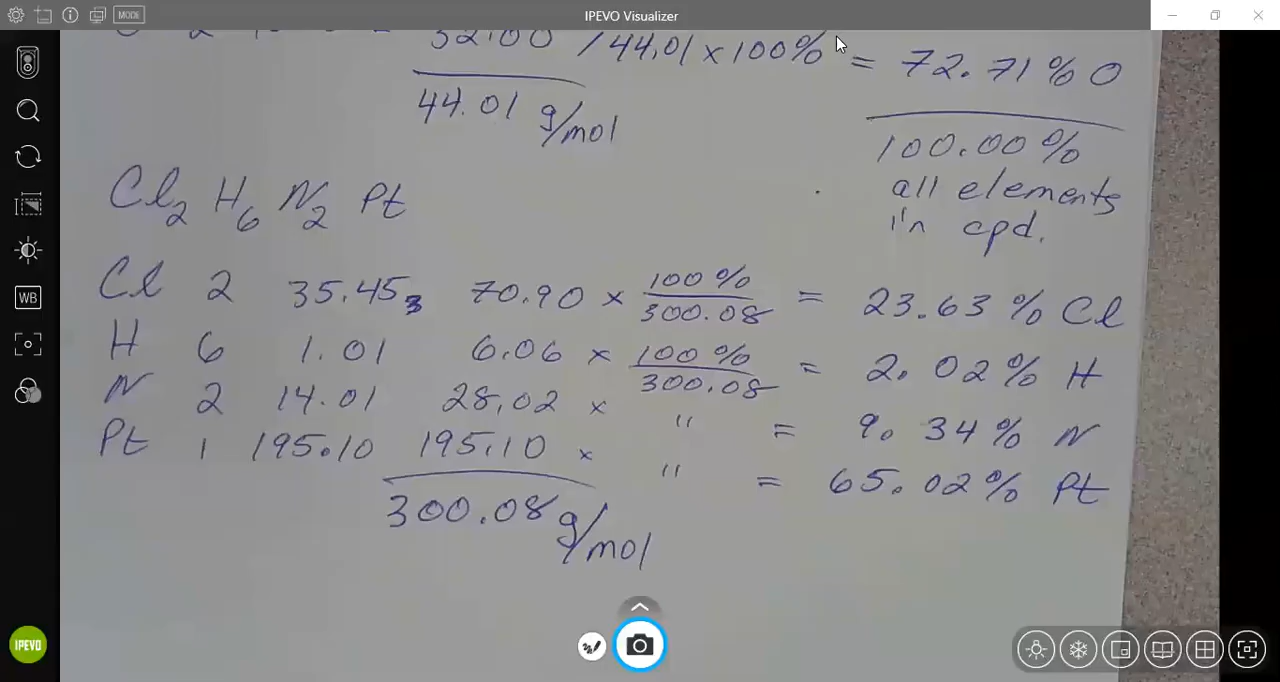 IPEVO Visualizer
MODE
32.00 / 44.01 x 100% = 72.71% O
44.01 g/mol
100.00 %
all elements
in cpd.
Cl2 H6 N2 Pt
Cl 2 35.453 70.90 x 100%/300.08 = 23.63 % Cl
H 6 1.01 6.06 x 100%/300.08 = 2.02% H
N 2 14.01 28.02 x " = 9.34% N
Pt 1 195.10 195.10 x " = 65.02% Pt
300.08 g/mol
WB
IPEVO